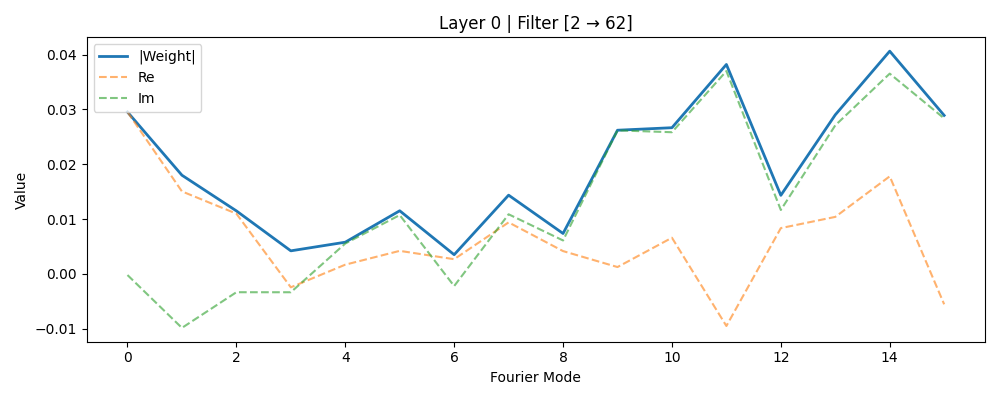 Layer 0 | Filter [2 → 62]
|Weight|
Re
Im
Value
0.04
0.03
0.02
0.01
0.00
−0.01
0 2 4 6 8 10 12 14
Fourier Mode